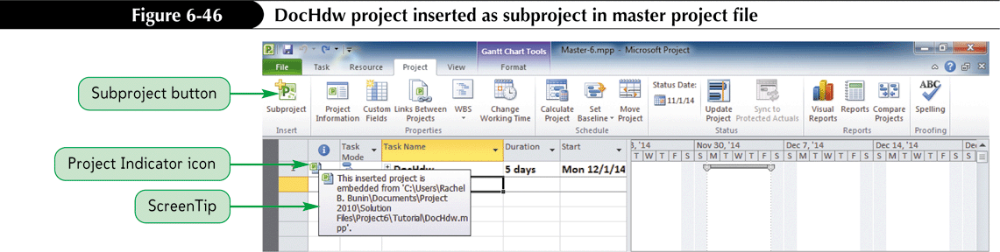 Figure 6-46 DocHdw project inserted as subproject in master project file
Gantt Chart Tools Master-6.mpp - Microsoft Project
File Task Resource Project View Format
Subproject button
Subproject
Project Information
Custom Fields
Links Between Projects
WBS
Change Working Time
Calculate Project
Set Baseline
Move Project
Status Date:
11/1/14
Update Project
Sync to Protected Actuals
Visual Reports
Reports
Compare Projects
ABC
Spelling
Insert Properties Schedule Status Reports Proofing
Task Mode Task Name Duration Start
3, '14 Nov 30, '14 Dec 7, '14 Dec 14, '14
T W T F S S M T W T F S S M T W T F S S M T W T F S S
Project Indicator icon
1 DocHdw 5 days Mon 12/1/14
ScreenTip
This inserted project is
embedded from 'C:\Users\Rachel
B. Bunin\Documents\Project
2010\Solution
Files\Project6\Tutorial\DocHdw.m
pp'.